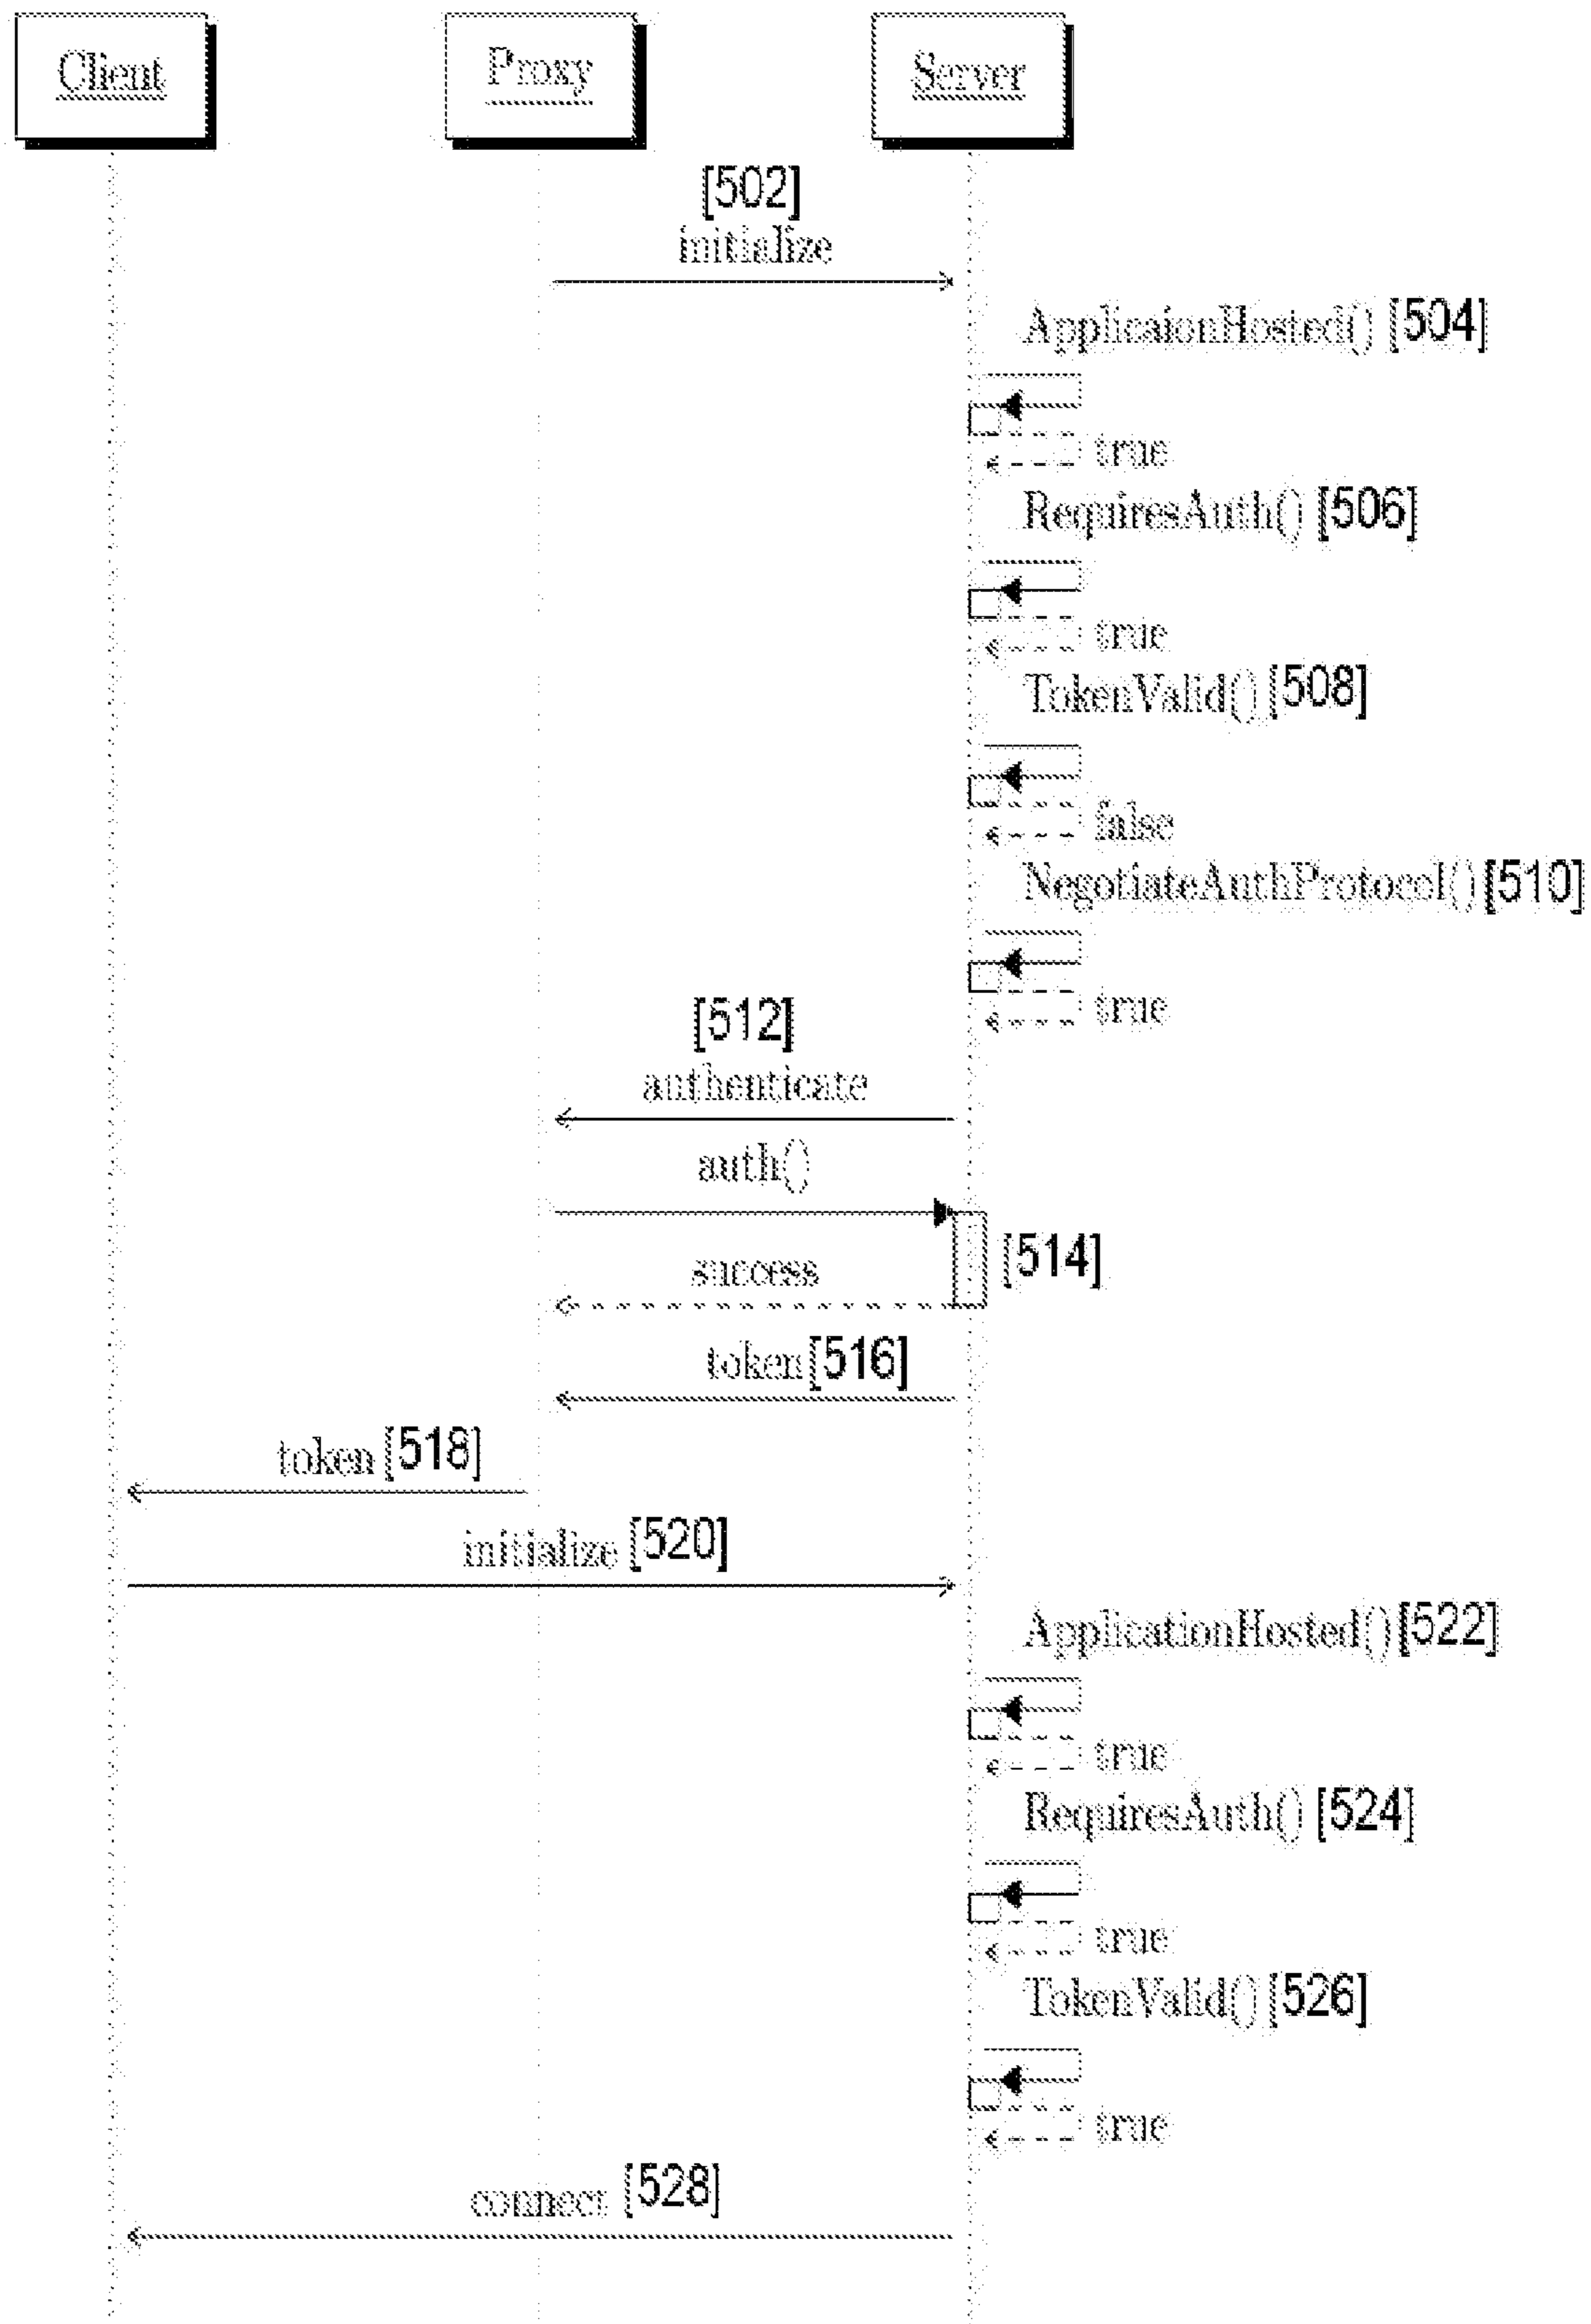 Client
Proxy
Server
[502]
initialize
ApplicaionHosted() [504]
true
RequiresAuth() [506]
true
TokenValid() [508]
false
NegotiateAuthProtocol() [510]
true
[512]
authenticate
auth()
[514]
success
token [516]
token [518]
initialize [520]
ApplicationHosted() [522]
true
RequiresAuth() [524]
true
TokenValid() [526]
true
connect [528]